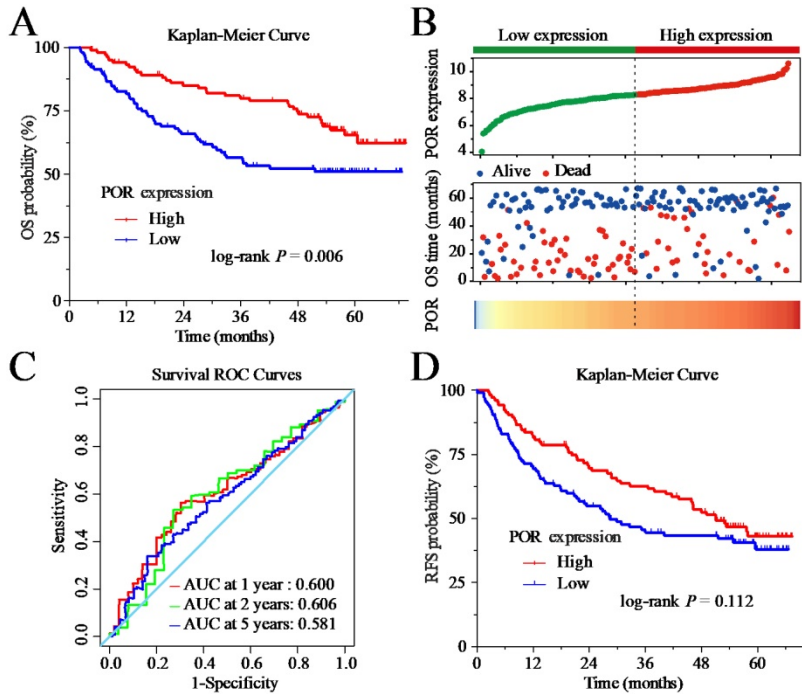 A
Kaplan-Meier Curve
OS probability (%)
100
75
50
25
0
POR expression
High
Low
log-rank P = 0.006
0 12 24 36 48 60
Time (months)
B
Low expression High expression
POR expression
10
8
6
4
Alive Dead
OS time (months)
60
40
20
0
POR
C
Survival ROC Curves
Sensitivity
1.0
0.8
0.6
0.4
0.2
0.0
AUC at 1 year : 0.600
AUC at 2 years: 0.606
AUC at 5 years: 0.581
0.0 0.2 0.4 0.6 0.8 1.0
1-Specificity
D
Kaplan-Meier Curve
RFS probability (%)
100
75
50
25
0
POR expression
High
Low
log-rank P = 0.112
0 12 24 36 48 60
Time (months)